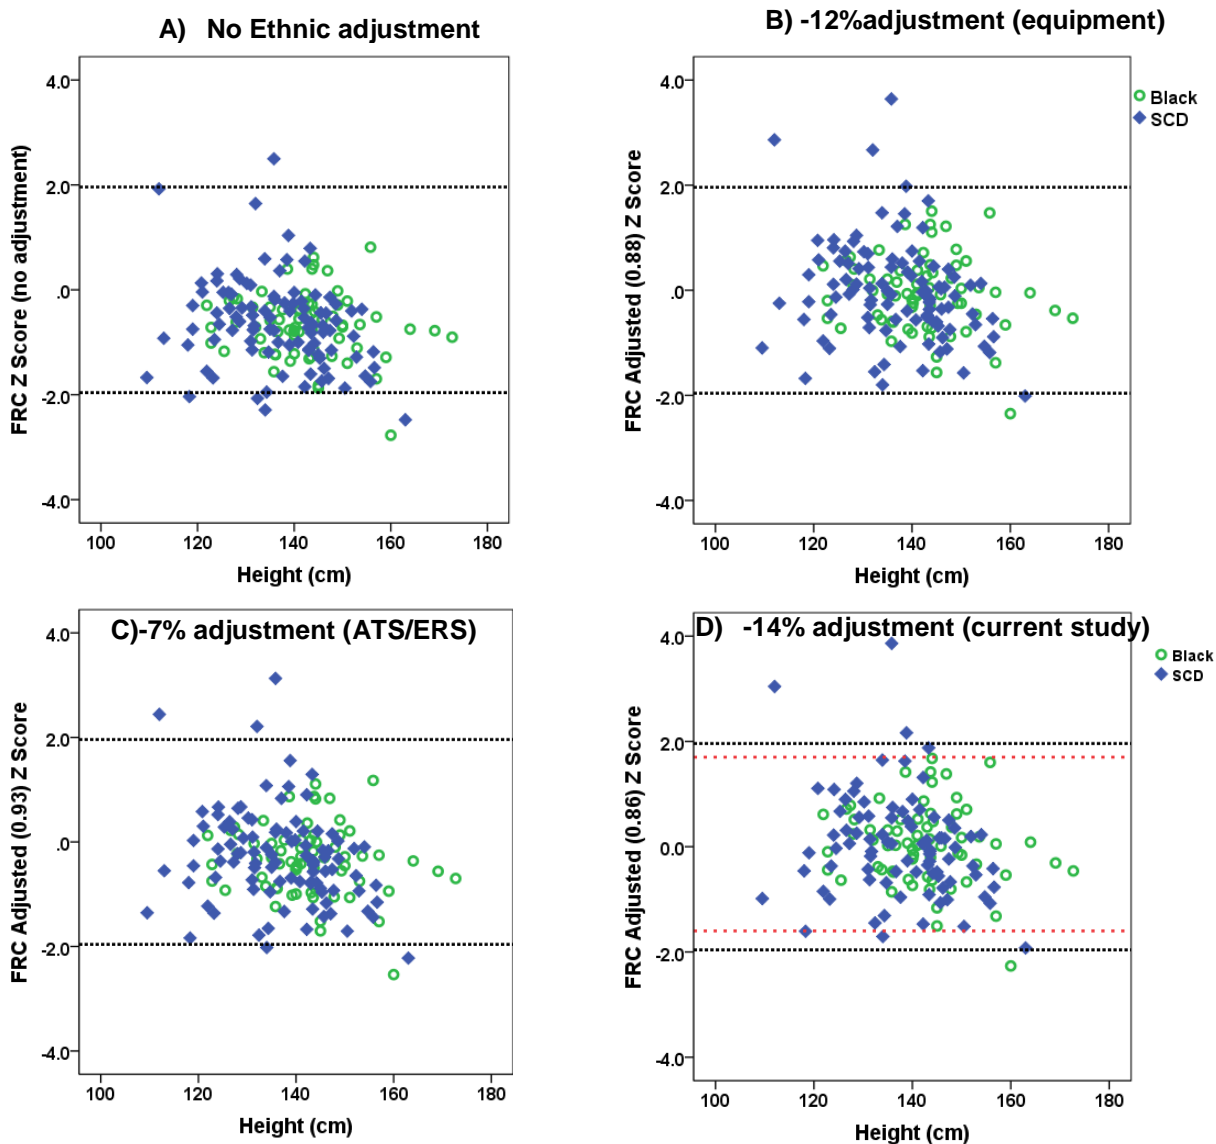 A) No Ethnic adjustment
FRC Z Score (no adjustment)
4.0
2.0
.0
-2.0
-4.0
100 120 140 160 180
Height (cm)
B) -12%adjustment (equipment)
FRC Adjusted (0.88) Z Score
4.0
2.0
.0
-2.0
-4.0
100 120 140 160 180
Height (cm)
Black
SCD
C)-7% adjustment (ATS/ERS)
FRC Adjusted (0.93) Z Score
4.0
2.0
.0
-2.0
-4.0
100 120 140 160 180
Height (cm)
D) -14% adjustment (current study)
FRC Adjusted (0.86) Z Score
4.0
2.0
0.0
-2.0
-4.0
100 120 140 160 180
Height (cm)
Black
SCD